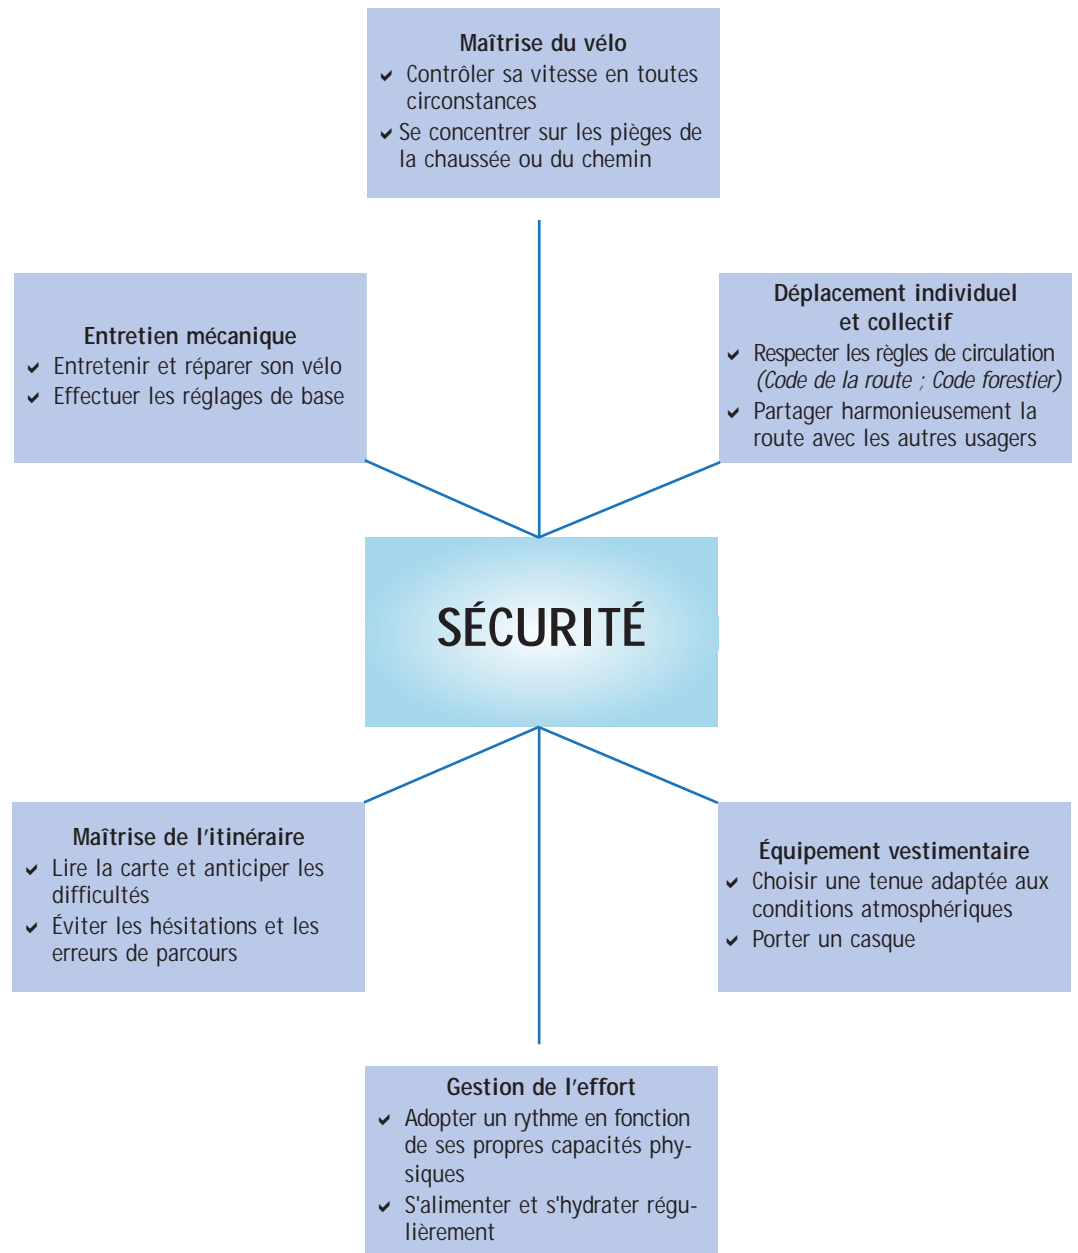 Maîtrise du vélo
✔ Contrôler sa vitesse en toutes
circonstances
✔ Se concentrer sur les pièges de
la chaussée ou du chemin
Entretien mécanique
✔ Entretenir et réparer son vélo
✔ Effectuer les réglages de base
Déplacement individuel
et collectif
✔ Respecter les règles de circulation
(Code de la route ; Code forestier)
✔ Partager harmonieusement la
route avec les autres usagers
SÉCURITÉ
Maîtrise de l'itinéraire
✔ Lire la carte et anticiper les
difficultés
✔ Éviter les hésitations et les
erreurs de parcours
Équipement vestimentaire
✔ Choisir une tenue adaptée aux
conditions atmosphériques
✔ Porter un casque
Gestion de l'effort
✔ Adopter un rythme en fonction
de ses propres capacités phy-
siques
✔ S'alimenter et s'hydrater régu-
lièrement